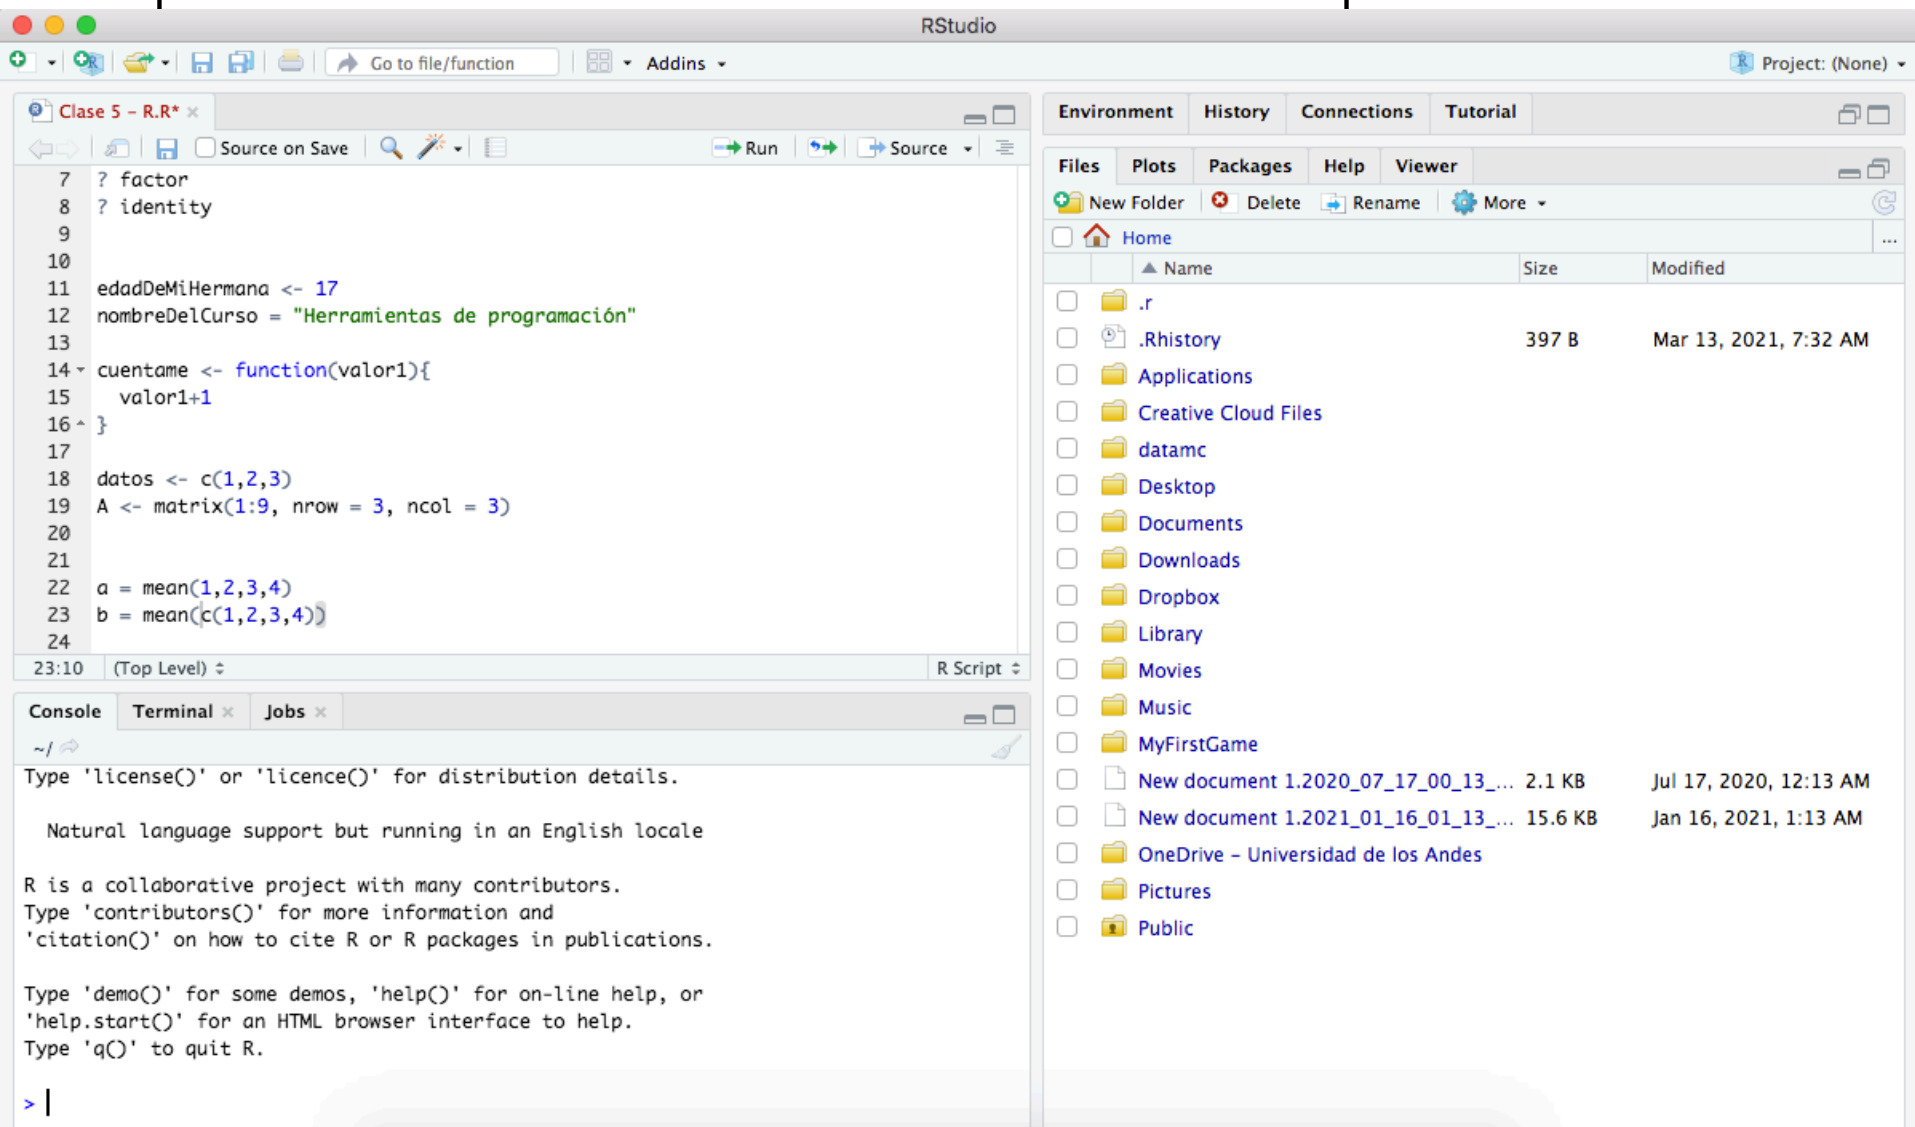 RStudio
Go to file/function
Addins
Project: (None)
Clase 5 – R.R*
Source on Save
Run
Source
7 ? factor
8 ? identity
9
10
11 edadDeMiHermana <- 17
12 nombreDelCurso = "Herramientas de programación"
13
14 cuentame <- function(valor1){
15 valor1+1
16 }
17
18 datos <- c(1,2,3)
19 A <- matrix(1:9, nrow = 3, ncol = 3)
20
21
22 a = mean(1,2,3,4)
23 b = mean(c(1,2,3,4))
24
23:10 (Top Level) R Script
Console Terminal Jobs
~/
Type 'license()' or 'licence()' for distribution details.
Natural language support but running in an English locale
R is a collaborative project with many contributors.
Type 'contributors()' for more information and
'citation()' on how to cite R or R packages in publications.
Type 'demo()' for some demos, 'help()' for on-line help, or
'help.start()' for an HTML browser interface to help.
Type 'q()' to quit R.
>
Environment History Connections Tutorial
Files Plots Packages Help Viewer
New Folder Delete Rename More
Home ...
Name Size Modified
.r
.Rhistory 397 B Mar 13, 2021, 7:32 AM
Applications
Creative Cloud Files
datamc
Desktop
Documents
Downloads
Dropbox
Library
Movies
Music
MyFirstGame
New document 1.2020_07_17_00_13_... 2.1 KB Jul 17, 2020, 12:13 AM
New document 1.2021_01_16_01_13_... 15.6 KB Jan 16, 2021, 1:13 AM
OneDrive – Universidad de los Andes
Pictures
Public